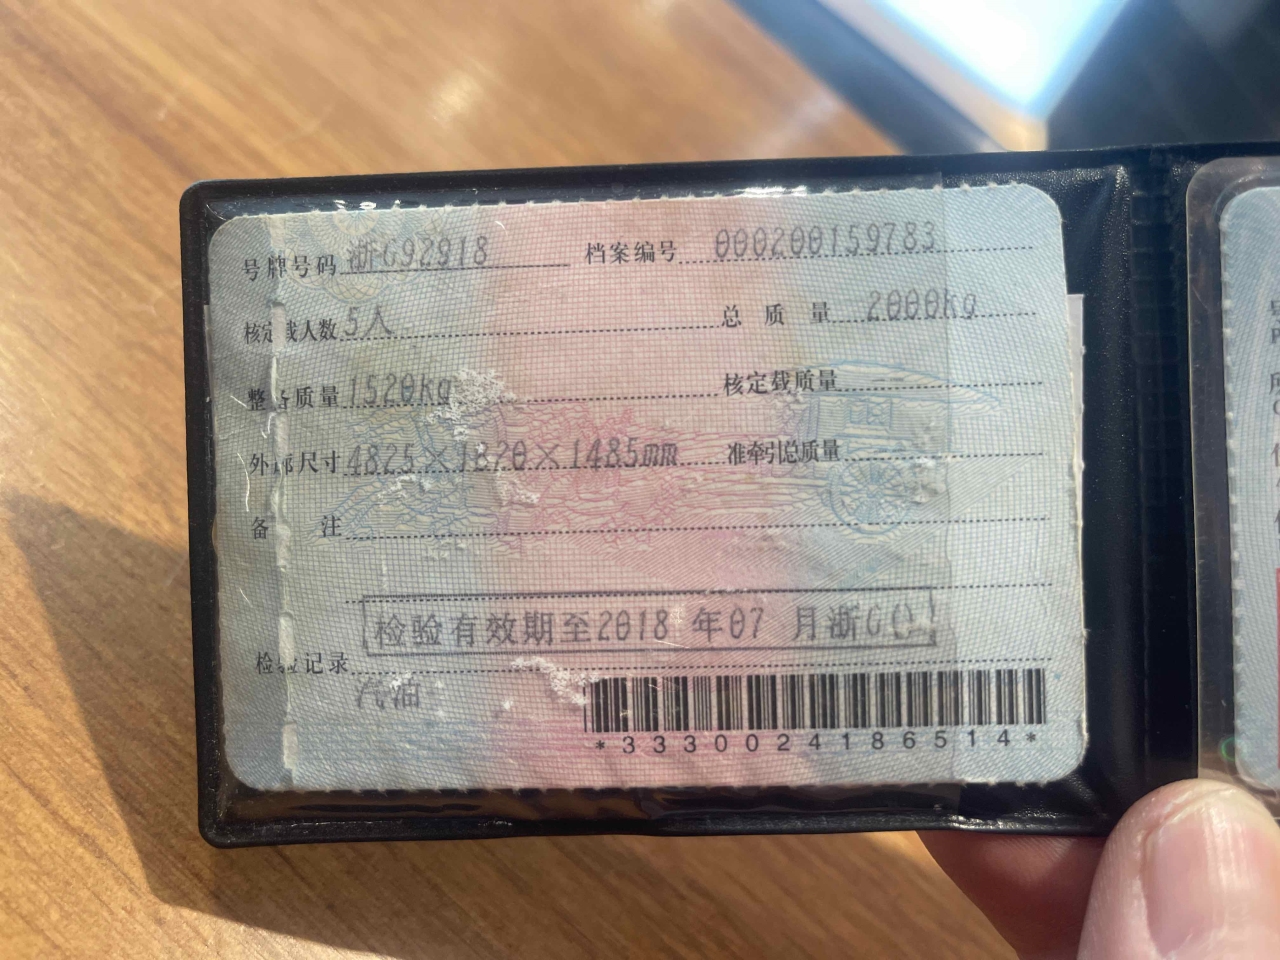 号牌号码 浙G92918 档案编号 000200159783
核定载人数 5人 总质量 2000kg
整备质量 1520kg 核定载质量 --
外部尺寸 4825×1820×1485mm 准牵引总质量
备注
检验有效期至2018年07月浙G()
检验记录
汽油
*3330024186514*